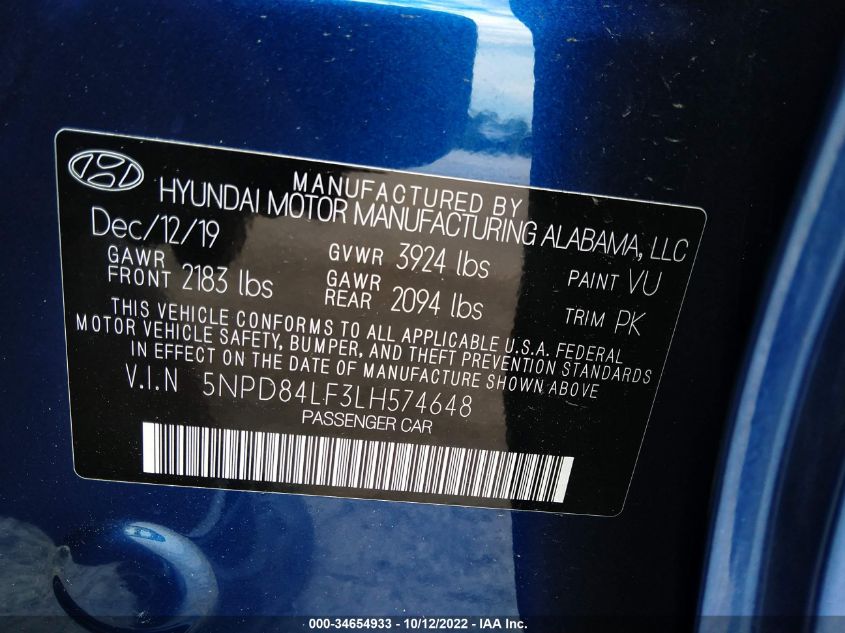 MANUFACTURED BY
HYUNDAI MOTOR MANUFACTURING ALABAMA, LLC
Dec/12/19
GAWR FRONT 2183 lbs
GVWR 3924 lbs
GAWR REAR 2094 lbs
PAINT VU
TRIM PK
THIS VEHICLE CONFORMS TO ALL APPLICABLE U.S.A. FEDERAL
MOTOR VEHICLE SAFETY, BUMPER, AND THEFT PREVENTION STANDARDS
IN EFFECT ON THE DATE OF MANUFACTURE SHOWN ABOVE
V.I.N 5NPD84LF3LH574648
PASSENGER CAR
000-34654933 - 10/12/2022 - IAA Inc.